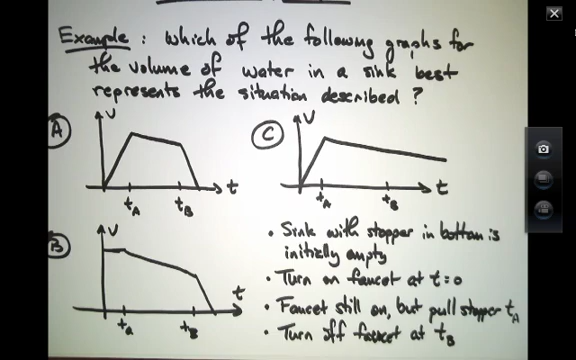 Example : Which of the following graphs for
the volume of water in a sink best
represents the situation described ?
A
V
t
tA
tB
C
V
t
tA
tB
B
V
t
ta
tB
• Sink with stopper in bottom is
initially empty
• Turn on faucet at t=0
• Faucet still on, but pull stopper tA
• Turn off faucet at tB